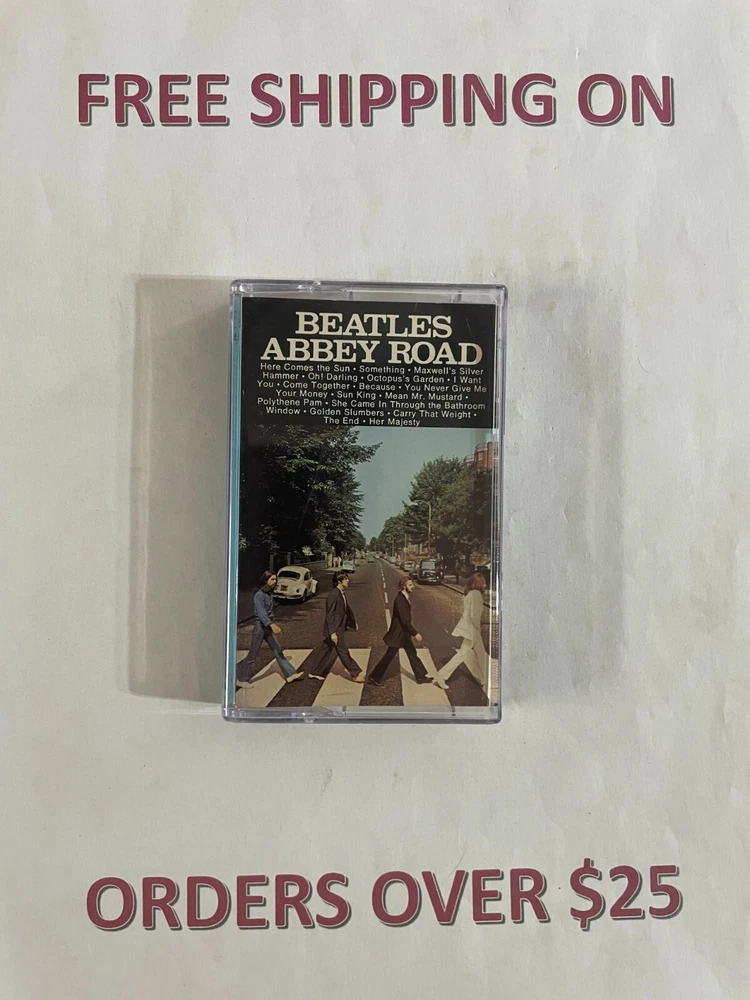 FREE SHIPPING ON
BEATLES
ABBEY ROAD
Here Comes the Sun • Something • Maxwell's Silver
Hammer • Oh! Darling • Octopus's Garden • I Want
You • Come Together • Because • You Never Give Me
Your Money • Sun King • Mean Mr. Mustard •
Polythene Pam • She Came In Through the Bathroom
Window • Golden Slumbers • Carry That Weight •
The End • Her Majesty
ORDERS OVER $25